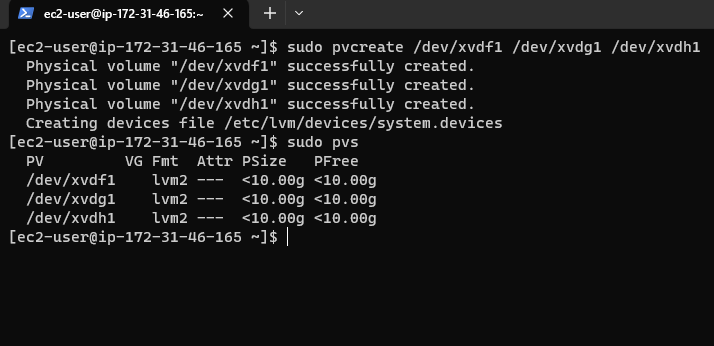 ec2-user@ip-172-31-46-165:~
[ec2-user@ip-172-31-46-165 ~]$ sudo pvcreate /dev/xvdf1 /dev/xvdg1 /dev/xvdh1
  Physical volume "/dev/xvdf1" successfully created.
  Physical volume "/dev/xvdg1" successfully created.
  Physical volume "/dev/xvdh1" successfully created.
  Creating devices file /etc/lvm/devices/system.devices
[ec2-user@ip-172-31-46-165 ~]$ sudo pvs
  PV         VG Fmt  Attr PSize   PFree
  /dev/xvdf1    lvm2 ---  <10.00g <10.00g
  /dev/xvdg1    lvm2 ---  <10.00g <10.00g
  /dev/xvdh1    lvm2 ---  <10.00g <10.00g
[ec2-user@ip-172-31-46-165 ~]$